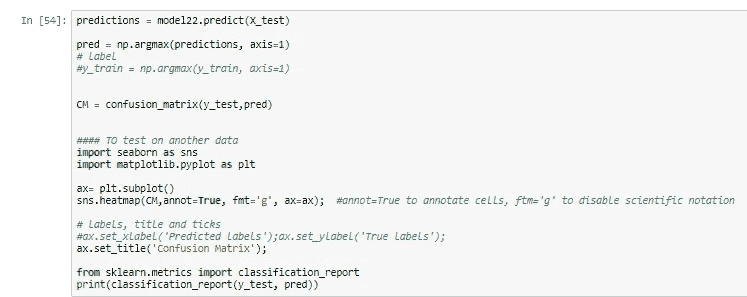 In [54]: predictions = model22.predict(X_test)
pred = np.argmax(predictions, axis=1)
# label
#y_train = np.argmax(y_train, axis=1)
CM = confusion_matrix(y_test,pred)
#### TO test on another data
import seaborn as sns
import matplotlib.pyplot as plt
ax= plt.subplot()
sns.heatmap(CM,annot=True, fmt='g', ax=ax);  #annot=True to annotate cells, ftm='g' to disable scientific notation
# labels, title and ticks
#ax.set_xlabel('Predicted labels');ax.set_ylabel('True labels');
ax.set_title('Confusion Matrix');
from sklearn.metrics import classification_report
print(classification_report(y_test, pred))